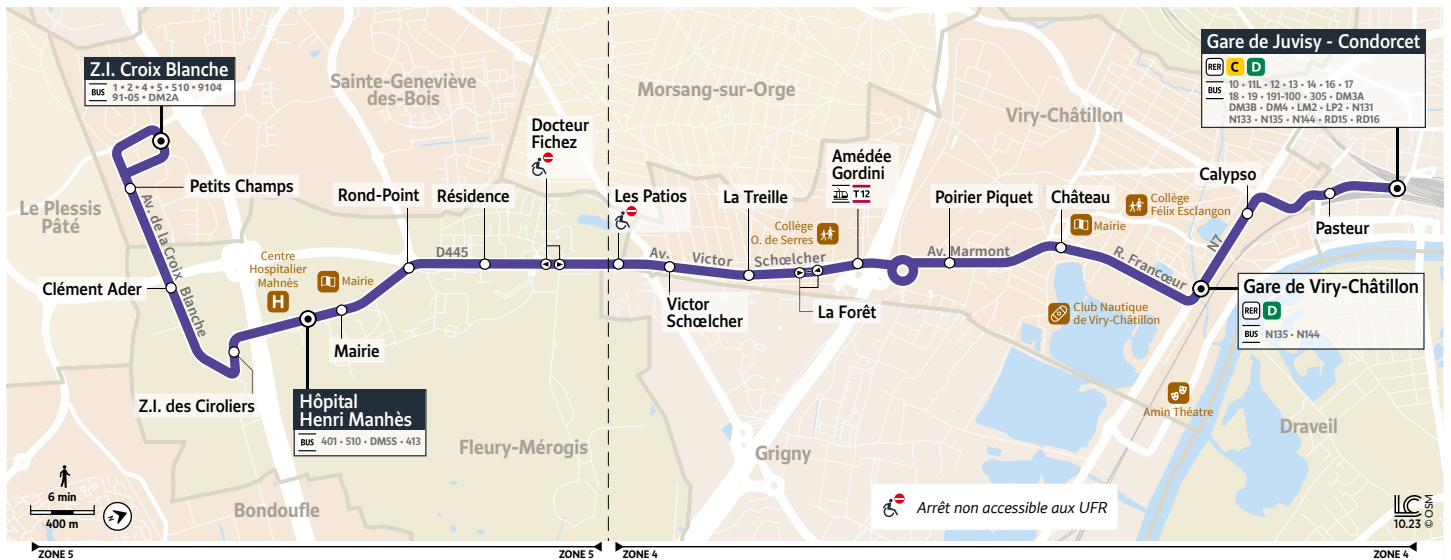 Z.I. Croix Blanche
BUS 1 • 2 • 4 • 5 • 510 • 9104
91-05 • DM2A
Sainte-Geneviève
des-Bois
Morsang-sur-Orge
Viry-Châtillon
Gare de Juvisy - Condorcet
RER C D
BUS 10 • 11L • 12 • 13 • 14 • 16 • 17
18 • 19 • 191-100 • 305 • DM3A
DM3B • DM4 • LM2 • LP2 • N131
N133 • N135 • N144 • RD15 • RD16
Docteur
Fichez
Amédée
Gordini
T12
Petits Champs
Rond-Point
Résidence
Les Patios
La Treille
Poirier Piquet
Château
Calypso
Collège
Félix Esclangon
Mairie
Pasteur
Le Plessis
Pâté
Av. de la Croix Blanche
Clément Ader
Centre
Hospitalier
Mahnès
H
Mairie
D445
Av. Victor Schœlcher
Collège
O. de Serres
Av. Marmont
R. Francœur
N7
Gare de Viry-Châtillon
RER D
BUS N135 • N144
Victor
Schœlcher
La Forêt
Club Nautique
de Viry-Châtillon
Mairie
Z.I. des Ciroliers
Hôpital
Henri Manhès
BUS 401 • 510 • DM5S • 413
Fleury-Mérogis
Grigny
Amin Théatre
Draveil
Bondoufle
6 min
400 m
Arrêt non accessible aux UFR
LC
10.23
© OSM
ZONE 5
ZONE 5
ZONE 4
ZONE 4